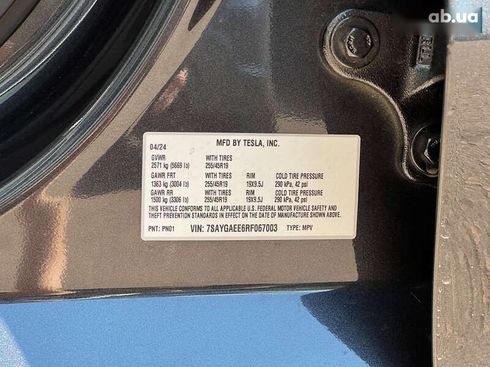 ab.ua
MFD BY TESLA, INC.
04/24
GVWR WITH TIRES
2571 kg (5669 lb) 255/45R19
GAWR FRT WITH TIRES RIM COLD TIRE PRESSURE
1363 kg (3004 lb) 255/45R19 19X9.5J 290 kPa, 42 psi
GAWR RR WITH TIRES RIM COLD TIRE PRESSURE
1500 kg (3306 lb) 255/45R19 19X9.5J 290 kPa, 42 psi
THIS VEHICLE CONFORMS TO ALL APPLICABLE U.S. FEDERAL MOTOR VEHICLE SAFETY AND
THEFT PREVENTION STANDARDS IN EFFECT ON THE DATE OF MANUFACTURE SHOWN ABOVE.
PNT: PN01 VIN: 7SAYGAEE6RF067003 TYPE: MPV